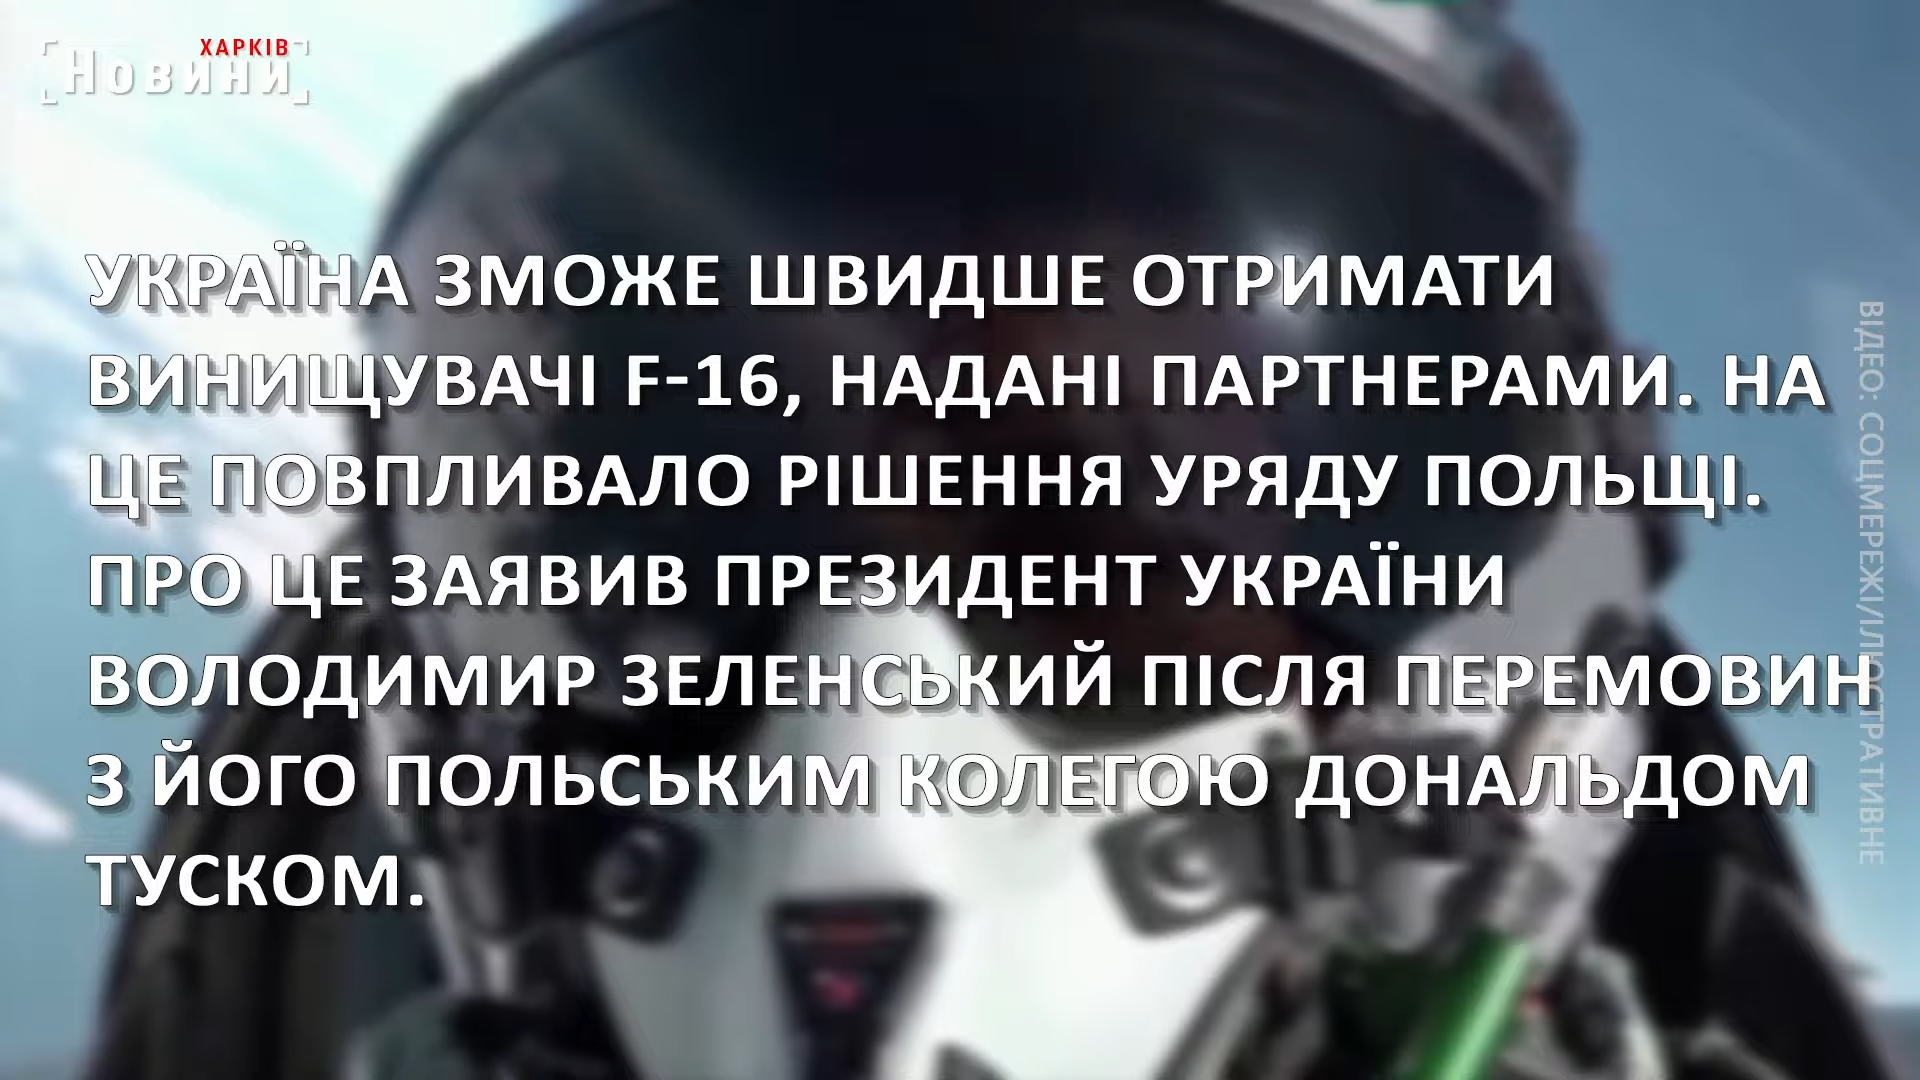 ХАРКІВ
Новини
УКРАЇНА ЗМОЖЕ ШВИДШЕ ОТРИМАТИ
ВИНИЩУВАЧІ F-16, НАДАНІ ПАРТНЕРАМИ. НА
ЦЕ ПОВПЛИВАЛО РІШЕННЯ УРЯДУ ПОЛЬЩІ.
ПРО ЦЕ ЗАЯВИВ ПРЕЗИДЕНТ УКРАЇНИ
ВОЛОДИМИР ЗЕЛЕНСЬКИЙ ПІСЛЯ ПЕРЕМОВИН
З ЙОГО ПОЛЬСЬКИМ КОЛЕГОЮ ДОНАЛЬДОМ
ТУСКОМ.
ВІДЕО: СОЦМЕРЕЖІ/ІЛЮСТРАТИВНЕ